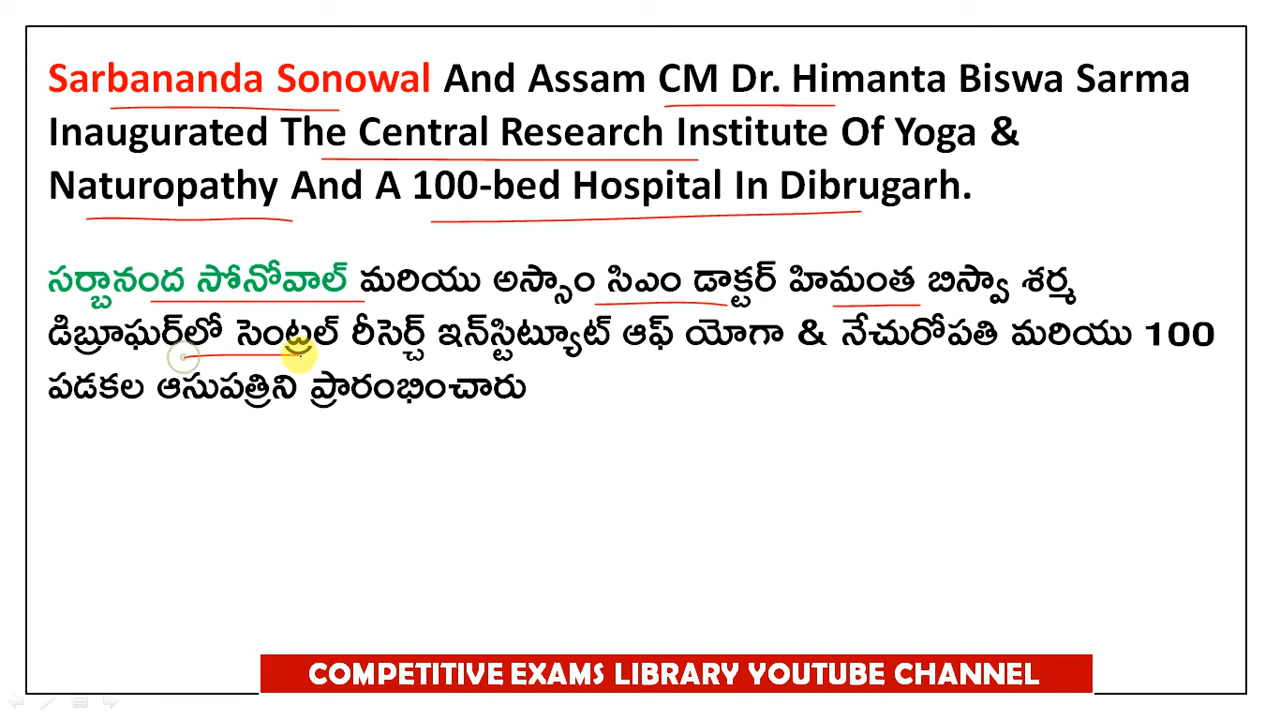 Sarbananda Sonowal And Assam CM Dr. Himanta Biswa Sarma
Inaugurated The Central Research Institute Of Yoga &
Naturopathy And A 100-bed Hospital In Dibrugarh.
సర్బానంద సోనోవాల్ మరియు అస్సాం సిఎం డాక్టర్ హిమంత బిస్వా శర్మ
డిబ్రూఘర్‌లో సెంట్రల్ రీసెర్చ్ ఇన్‌స్టిట్యూట్ ఆఫ్ యోగా & నేచురోపతి మరియు 100
పడకల ఆసుపత్రిని ప్రారంభించారు
COMPETITIVE EXAMS LIBRARY YOUTUBE CHANNEL